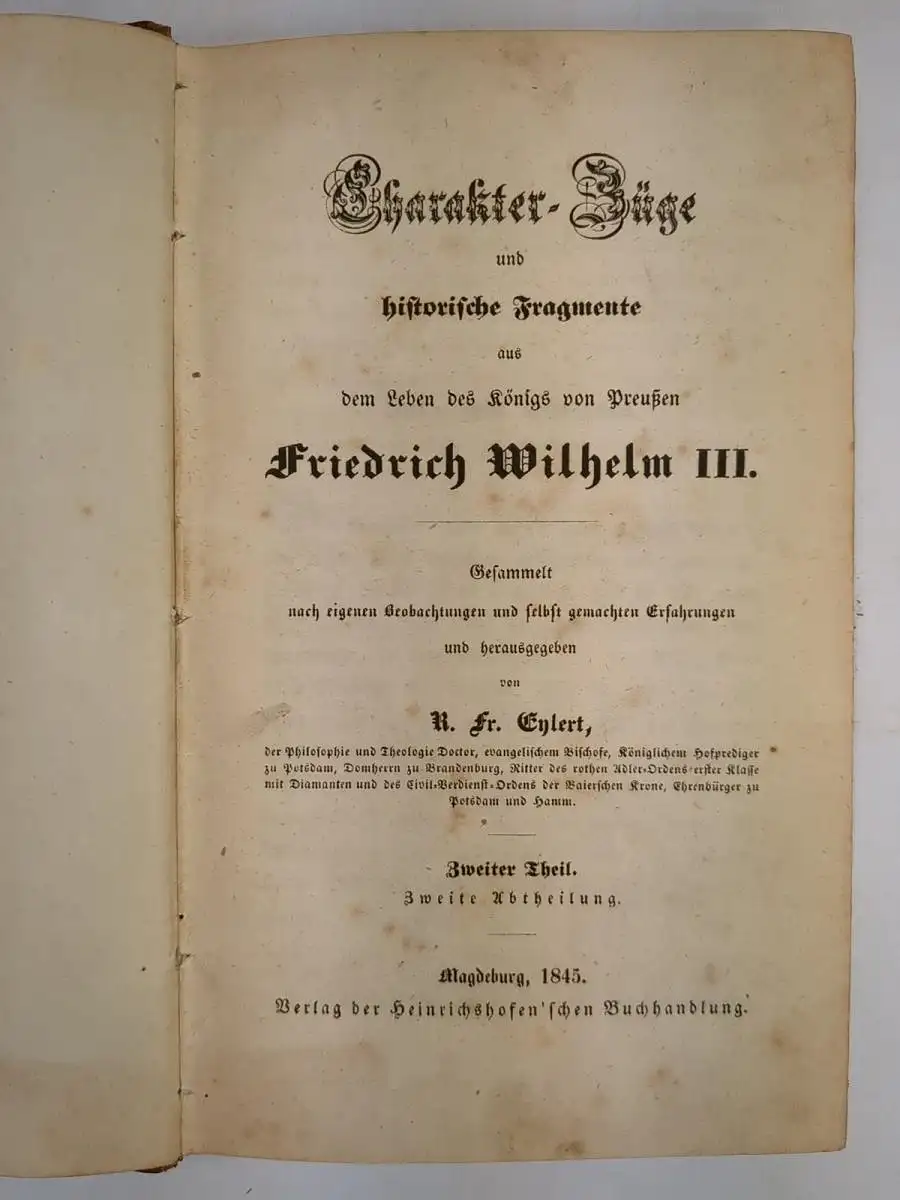 Charakter-Züge
und
historische Fragmente
aus
dem Leben des Königs von Preußen
Friedrich Wilhelm III.
Gesammelt
nach eigenen Beobachtungen und selbst gemachten Erfahrungen
und herausgegeben
von
R. Fr. Eylert,
der Philosophie und Theologie Doctor, evangelischem Bischofe, Königlichem Hofprediger
zu Potsdam, Domherrn zu Brandenburg, Ritter des rothen Adler-Ordens erster Klasse
mit Diamanten und des Civil-Verdienst-Ordens der Baierschen Krone, Ehrenbürger zu
Potsdam und Hamm.
Zweiter Theil.
Zweite Abtheilung.
Magdeburg, 1845.
Verlag der Heinrichshofen'schen Buchhandlung.